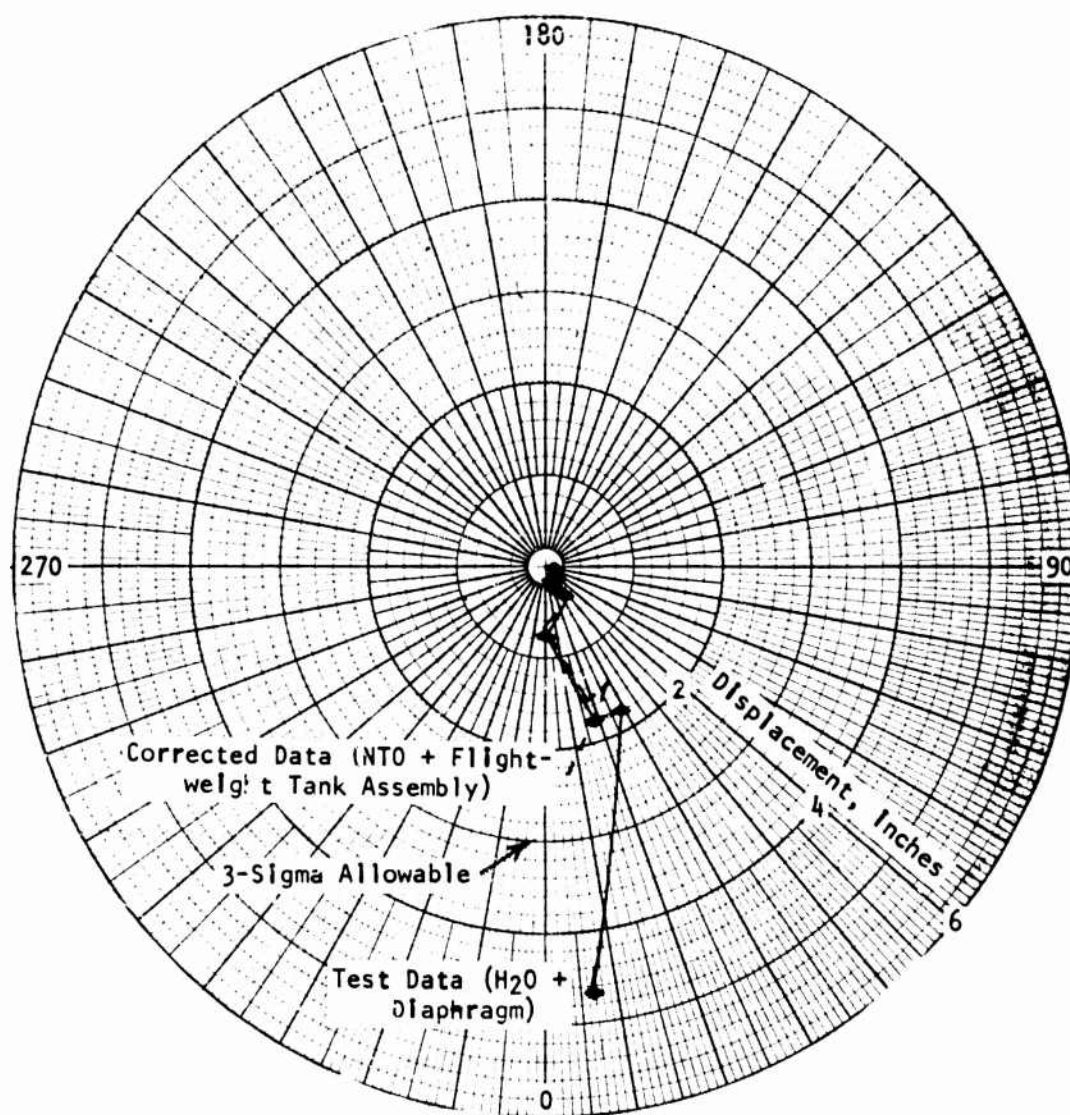 180
270
90
2
Displacement, Inches
4
6
Corrected Data (NTO + Flight-
weight Tank Assembly)
3-Sigma Allowable
Test Data (H2O +
Diaphragm)
0